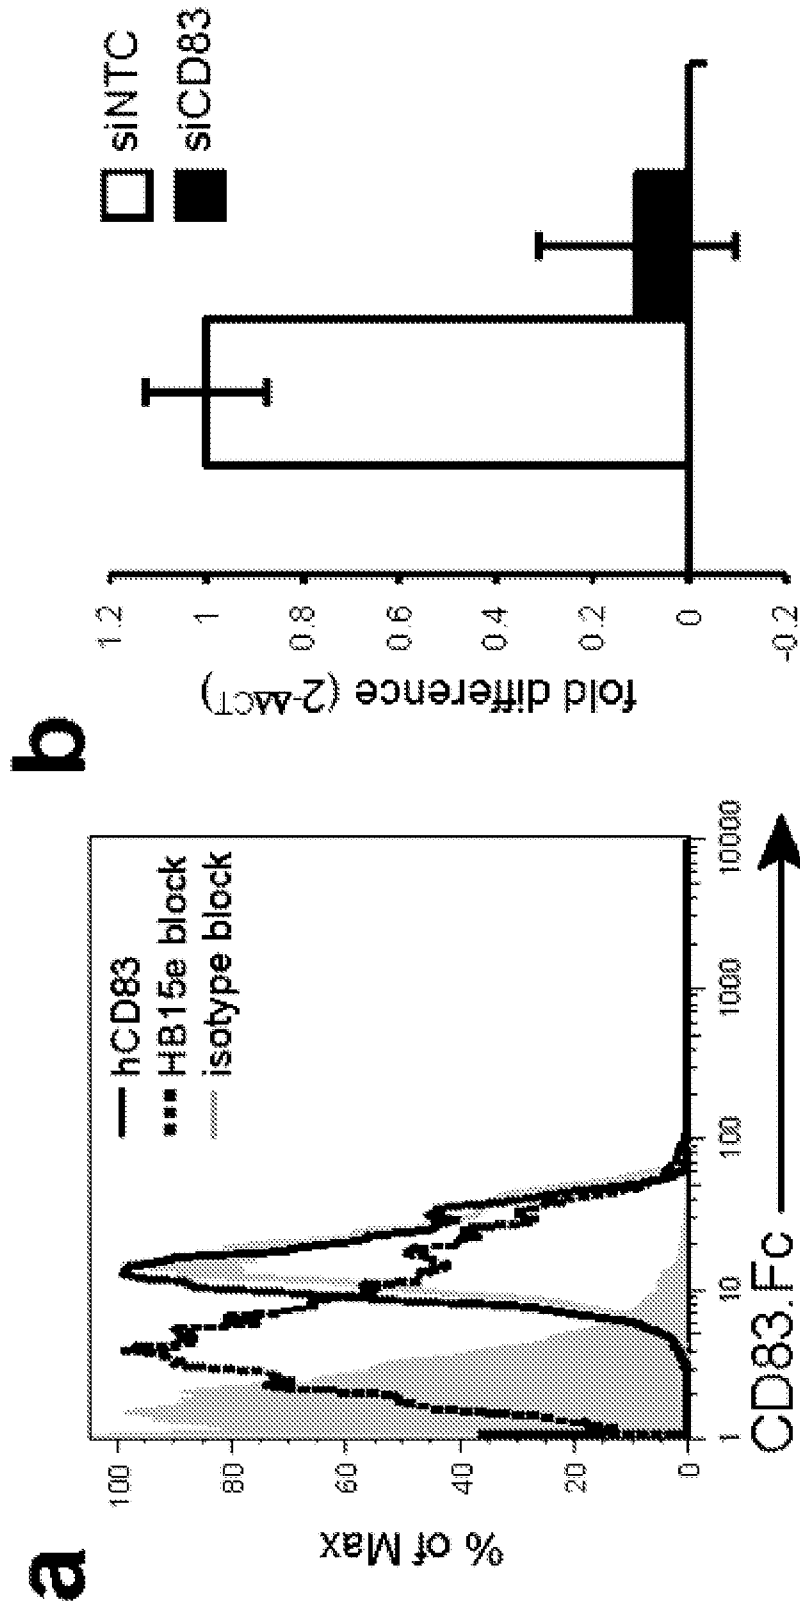 a
% of Max
100
80
60
40
20
0
hCD83
HB15e block
isotype block
1
10
100
1000
10000
CD83.Fc
b
fold difference (2-ΔΔCT)
1.2
1
0.8
0.6
0.4
0.2
0
-0.2
siNTC
siCD83